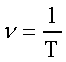 ν = 1/T